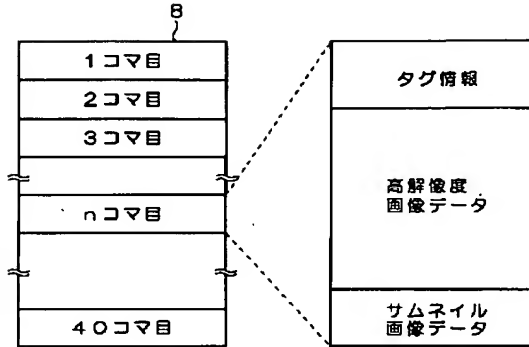 8
1コマ目
2コマ目
3コマ目
nコマ目
40コマ目
タグ情報
高解像度
画像データ
サムネイル
画像データ